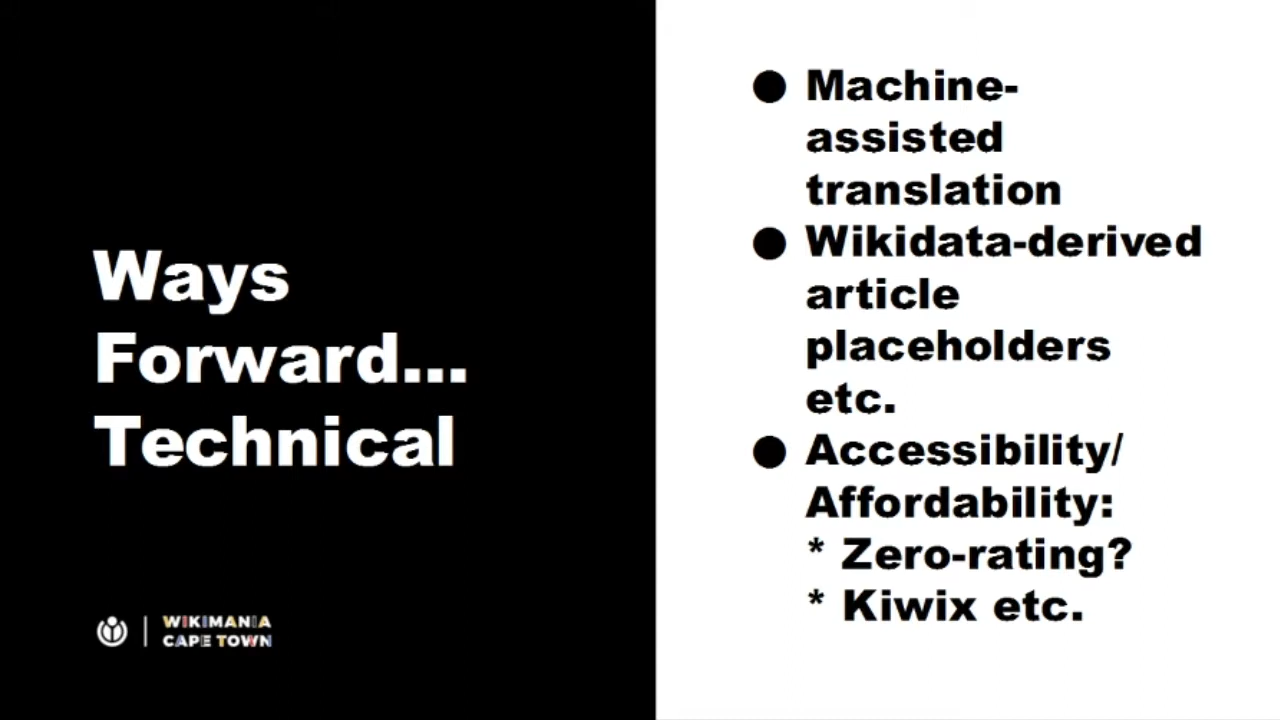 Ways
Forward...
Technical
WIKIMANIA
CAPE TOWN
● Machine-
assisted
translation
● Wikidata-derived
article
placeholders
etc.
● Accessibility/
Affordability:
* Zero-rating?
* Kiwix etc.